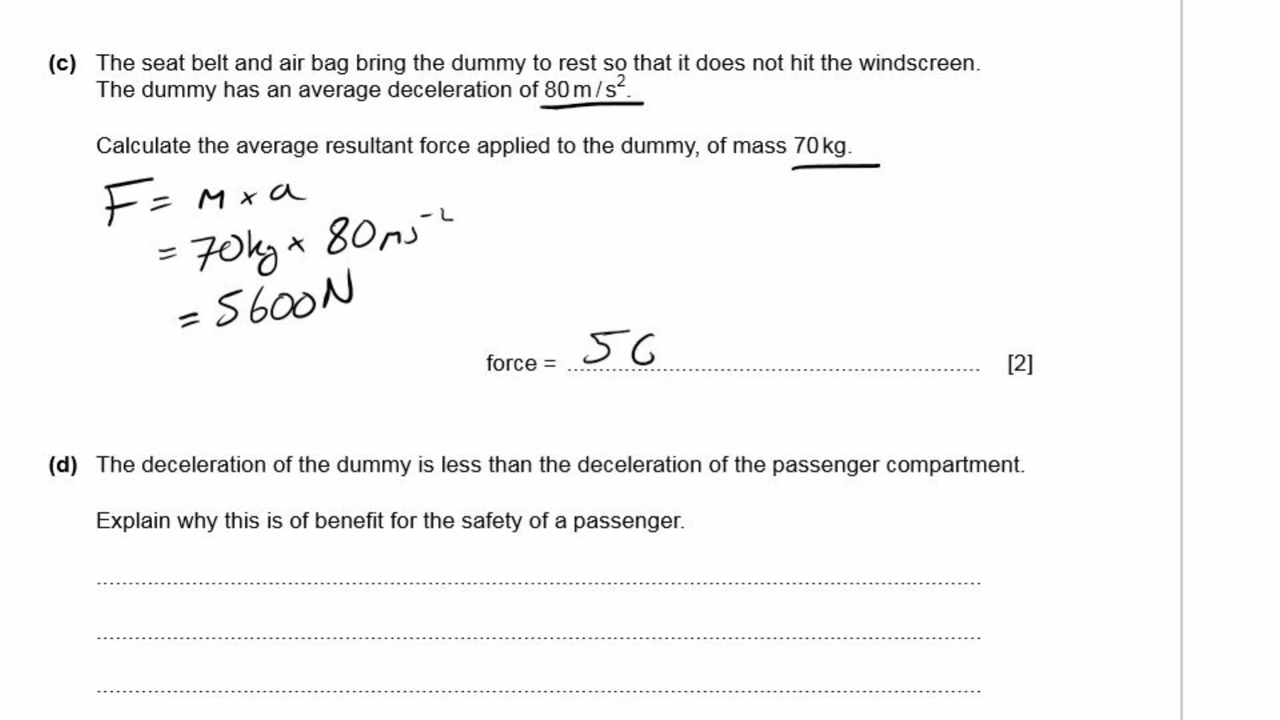 (c) The seat belt and air bag bring the dummy to rest so that it does not hit the windscreen.
The dummy has an average deceleration of 80 m/s².
Calculate the average resultant force applied to the dummy, of mass 70 kg.
F = m × a
= 70kg × 80ms⁻²
= 5600N
force = 56 [2]
(d) The deceleration of the dummy is less than the deceleration of the passenger compartment.
Explain why this is of benefit for the safety of a passenger.